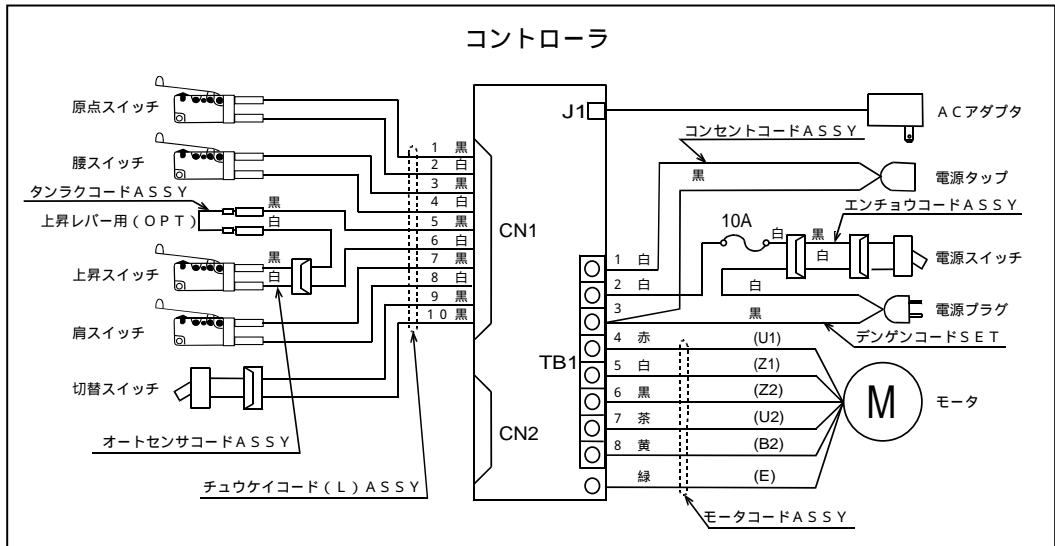 コントローラ
原点スイッチ
腰スイッチ
タンラクコードASSY
上昇レバー用(OPT)
黒
白
上昇スイッチ
黒
白
肩スイッチ
切替スイッチ
オートセンサコードASSY
チュウケイコード(L)ASSY
1 黒
2 白
3 黒
4 白
5 黒
6 白
7 黒
8 白
9 黒
10 黒
CN1
CN2
J1
TB1
ACアダプタ
コンセントコードASSY
黒
電源タップ
エンチョウコードASSY
10A
白
黒
白
電源スイッチ
1 白
2 白
3
白
電源プラグ
黒
デンゲンコードSET
4 赤 (U1)
5 白 (Z1)
6 黒 (Z2)
7 茶 (U2)
8 黄 (B2)
緑 (E)
M
モータ
モータコードASSY